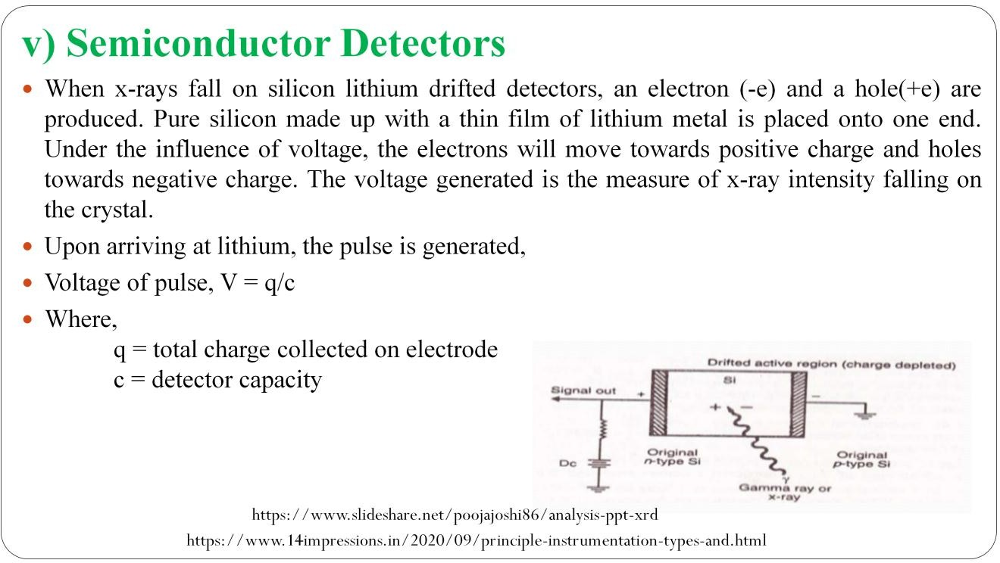 v) Semiconductor Detectors
• When x-rays fall on silicon lithium drifted detectors, an electron (-e) and a hole(+e) are
produced. Pure silicon made up with a thin film of lithium metal is placed onto one end.
Under the influence of voltage, the electrons will move towards positive charge and holes
towards negative charge. The voltage generated is the measure of x-ray intensity falling on
the crystal.
• Upon arriving at lithium, the pulse is generated,
• Voltage of pulse, V = q/c
• Where,
q = total charge collected on electrode
c = detector capacity
Drifted active region (charge depleted)
Si
Signal out
+
−
+ −
Dc
Original
n-type Si
Original
p-type Si
γ
Gamma ray or
x-ray
https://www.slideshare.net/poojajoshi86/analysis-ppt-xrd
https://www.14impressions.in/2020/09/principle-instrumentation-types-and.html